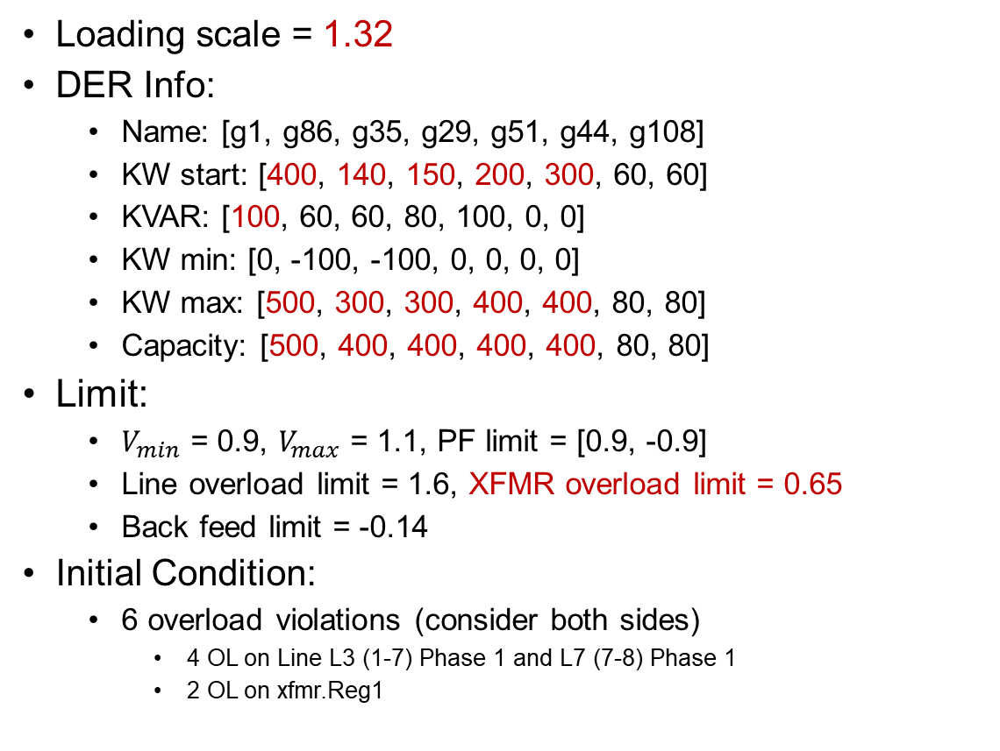 • Loading scale = 1.32
• DER Info:
• Name: [g1, g86, g35, g29, g51, g44, g108]
• KW start: [400, 140, 150, 200, 300, 60, 60]
• KVAR: [100, 60, 60, 80, 100, 0, 0]
• KW min: [0, -100, -100, 0, 0, 0, 0]
• KW max: [500, 300, 300, 400, 400, 80, 80]
• Capacity: [500, 400, 400, 400, 400, 80, 80]
• Limit:
• V_min = 0.9, V_max = 1.1, PF limit = [0.9, -0.9]
• Line overload limit = 1.6, XFMR overload limit = 0.65
• Back feed limit = -0.14
• Initial Condition:
• 6 overload violations (consider both sides)
• 4 OL on Line L3 (1-7) Phase 1 and L7 (7-8) Phase 1
• 2 OL on xfmr.Reg1